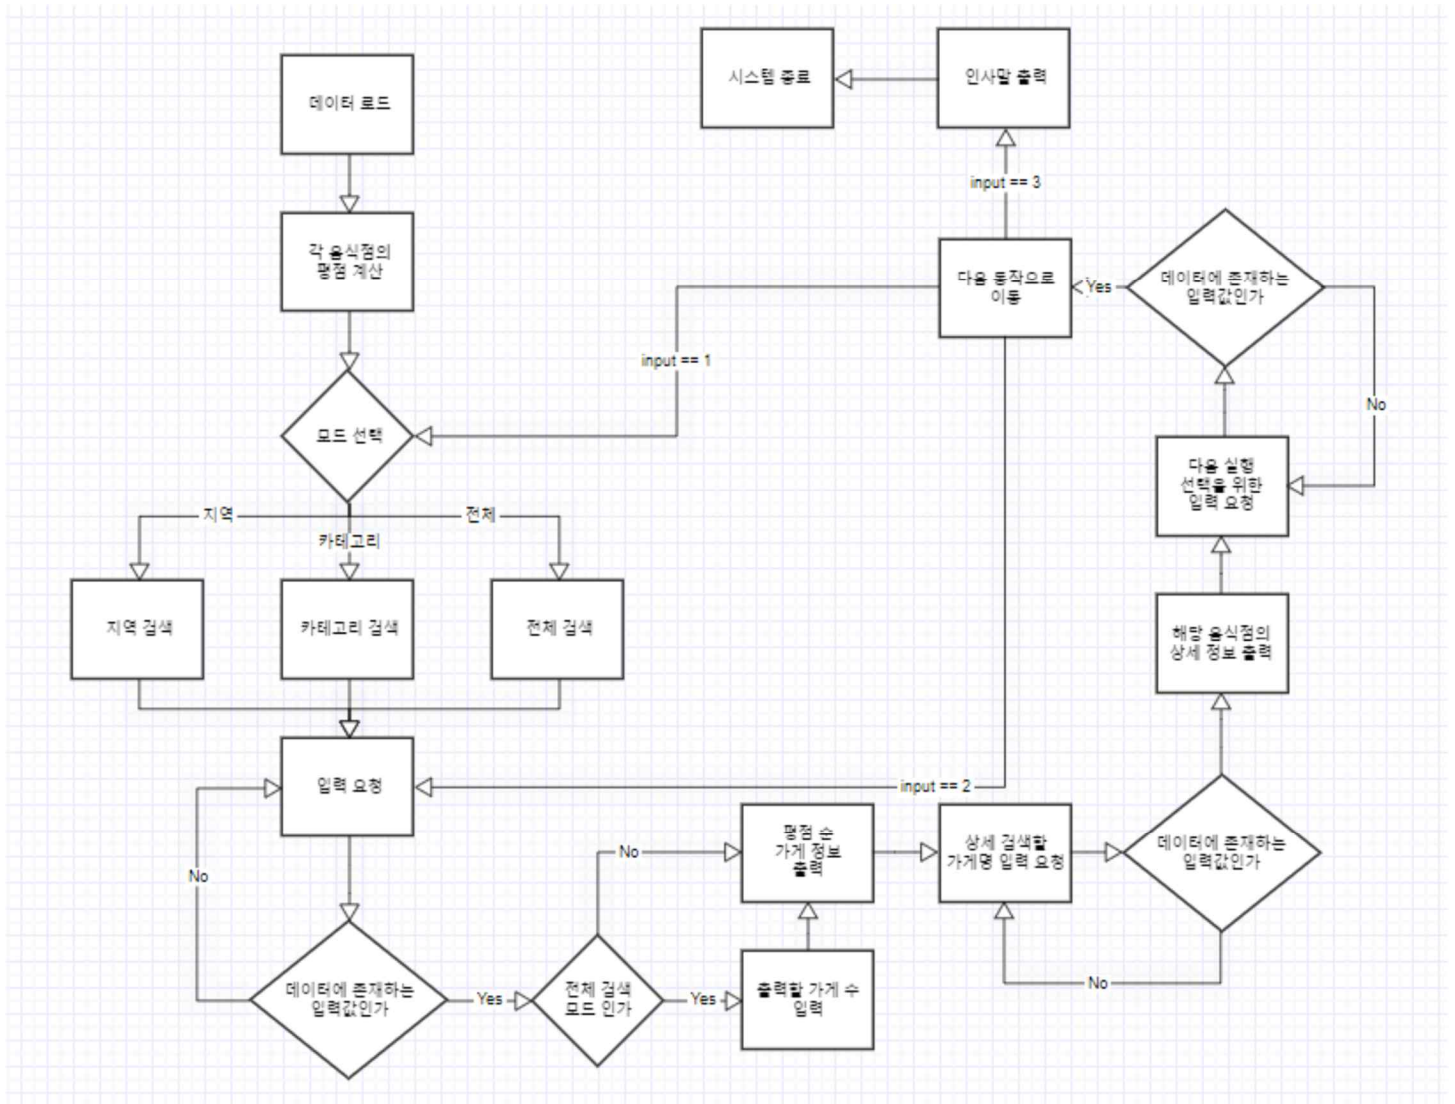 데이터 로드
각 음식점의
평점 계산
모드 선택
지역
카테고리
전체
지역 검색
카테고리 검색
전체 검색
입력 요청
No
데이터에 존재하는
입력값인가
Yes
전체 검색
모드 인가
No
Yes
출력할 가게 수
입력
평점 순
가게 정보
출력
상세 검색할
가게명 입력 요청
데이터에 존재하는
입력값인가
No
해당 음식점의
상세 정보 출력
다음 실행
선택을 위한
입력 요청
데이터에 존재하는
입력값인가
No
Yes
다음 동작으로
이동
input == 1
input == 2
input == 3
인사말 출력
시스템 종료